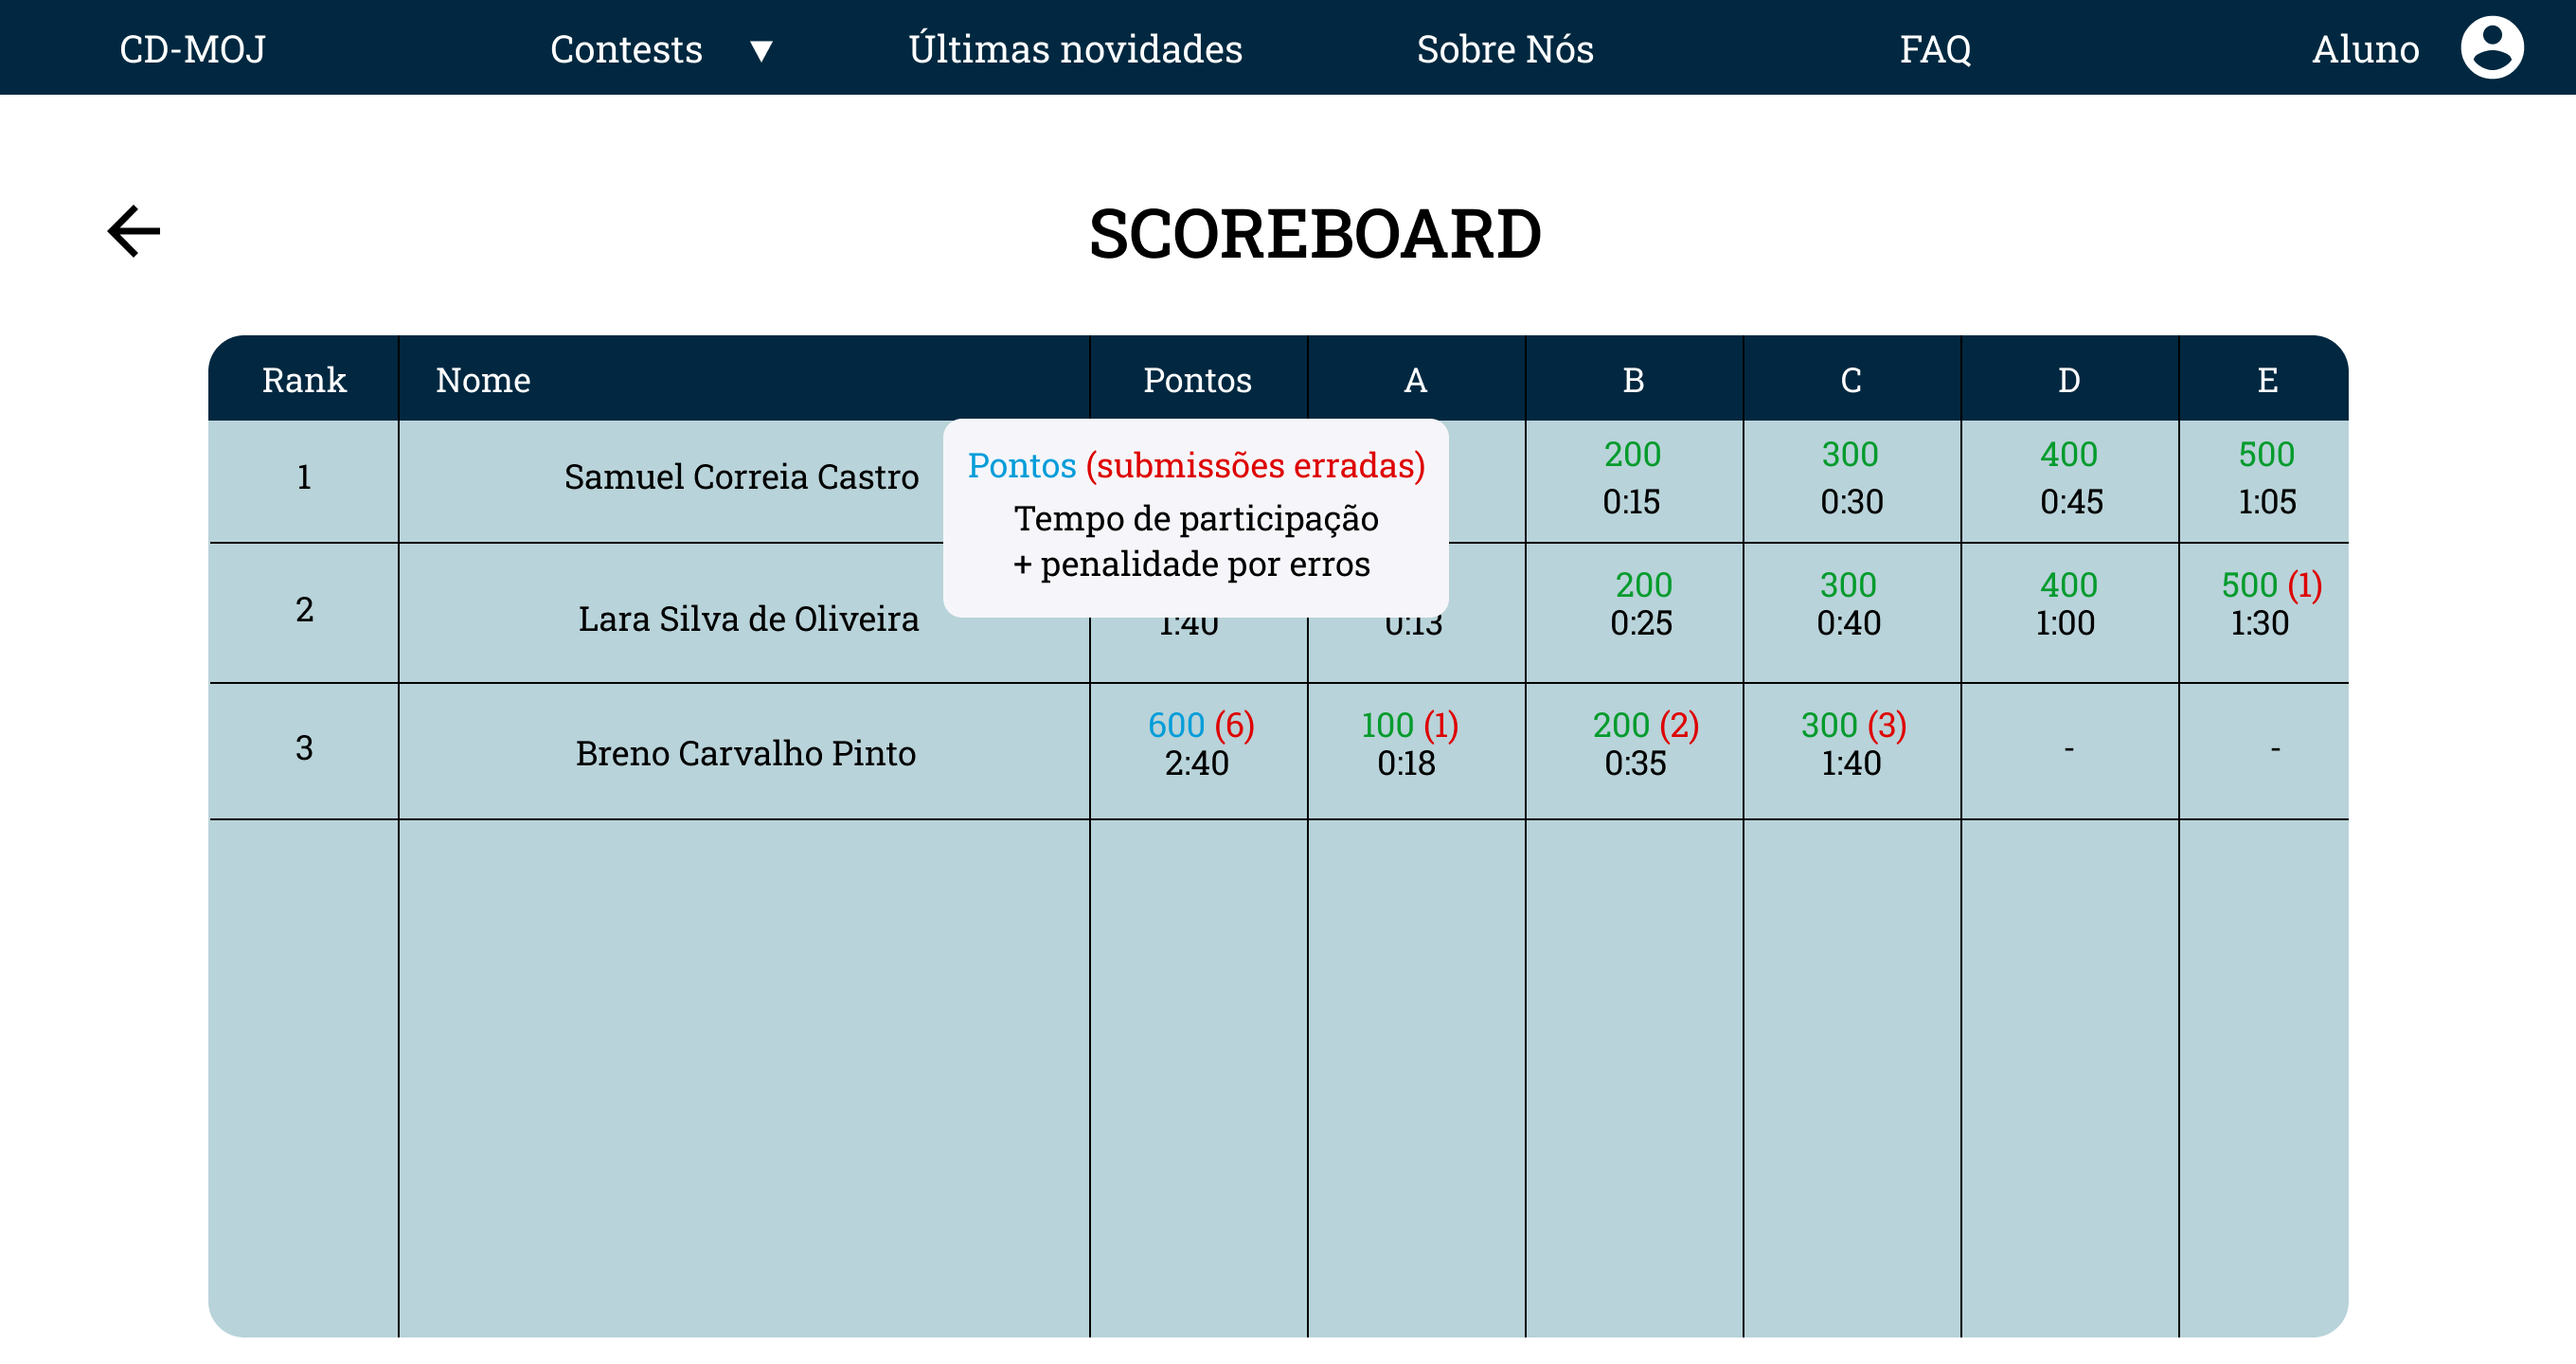 CD-MOJ Contests ▼ Últimas novidades Sobre Nós FAQ Aluno
SCOREBOARD
Rank Nome Pontos A B C D E
Pontos (submissões erradas)
Tempo de participação
+ penalidade por erros
1 Samuel Correia Castro 200 300 400 500
0:15 0:30 0:45 1:05
2 Lara Silva de Oliveira 200 300 400 500 (1)
1:40 0:13 0:25 0:40 1:00 1:30
3 Breno Carvalho Pinto 600 (6) 100 (1) 200 (2) 300 (3) - -
2:40 0:18 0:35 1:40